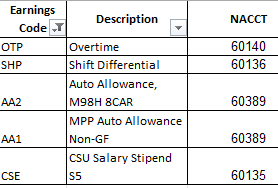 Earnings Code Description NACCT
OTP Overtime 60140
SHP Shift Differential 60136
AA2 Auto Allowance, M98H 8CAR 60389
AA1 MPP Auto Allowance Non-GF 60389
CSE CSU Salary Stipend S5 60135